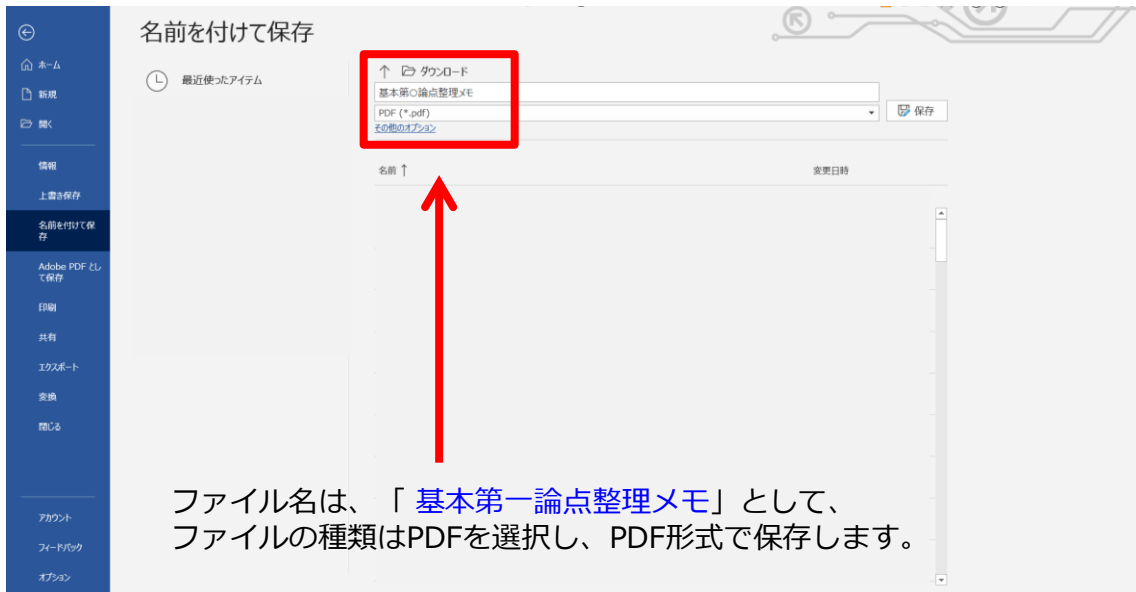 名前を付けて保存
ホーム
新規
開く
情報
上書き保存
名前を付けて保
存
Adobe PDF とし
て保存
印刷
共有
エクスポート
変換
閉じる
アカウント
フィードバック
オプション
最近使ったアイテム
↑ ダウンロード
基本第○論点整理メモ
PDF (*.pdf)
保存
その他のオプション
名前 ↑
変更日時
ファイル名は、「 基本第一論点整理メモ」として、
ファイルの種類はPDFを選択し、PDF形式で保存します。